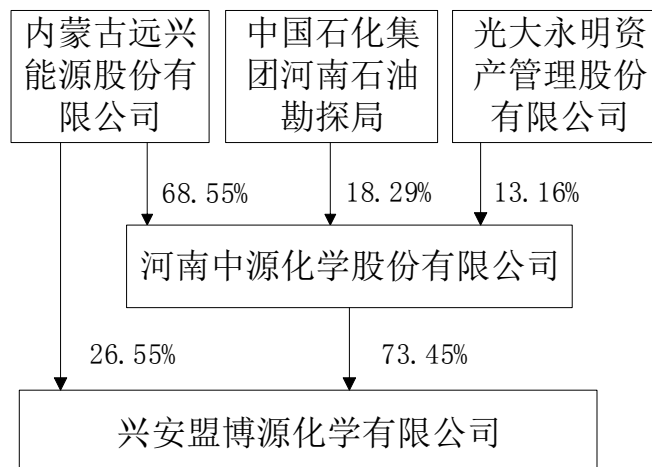 内蒙古远兴
能源股份有
限公司
中国石化集
团河南石油
勘探局
光大永明资
产管理股份
有限公司
68.55%
18.29%
13.16%
河南中源化学股份有限公司
26.55%
73.45%
兴安盟博源化学有限公司